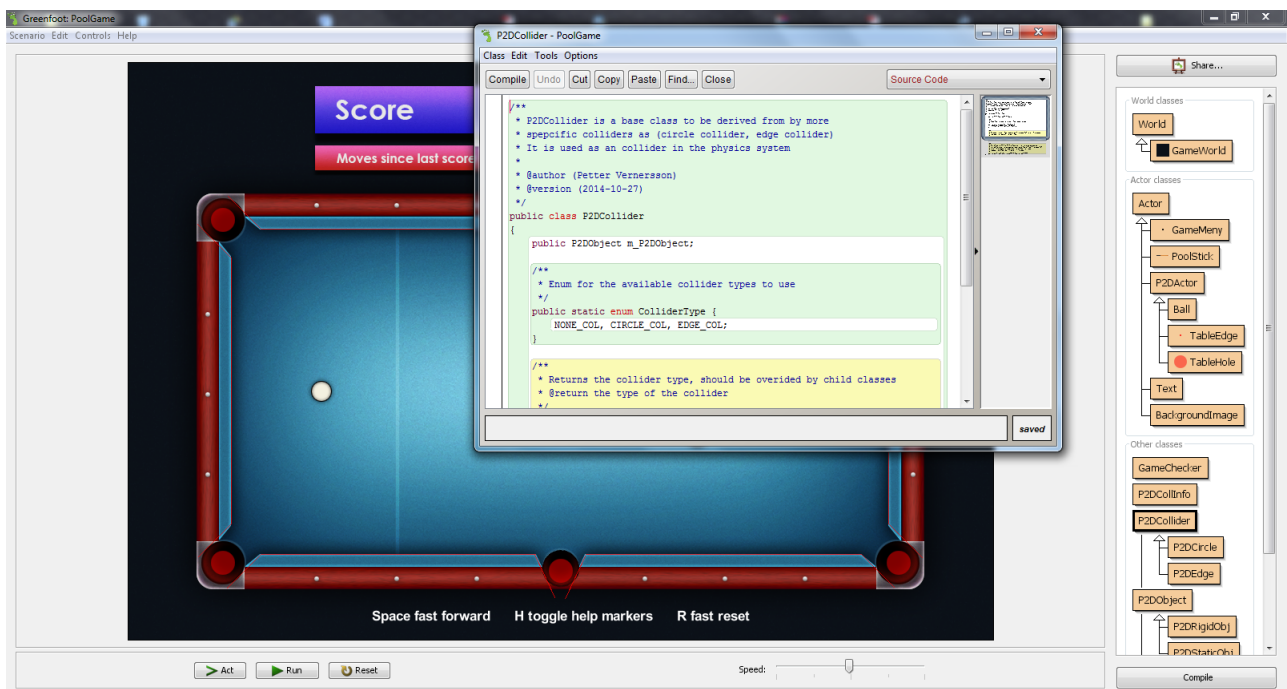 Greenfoot: PoolGame
Scenario Edit Controls Help
Score
Moves since last score
Space fast forward H toggle help markers R fast reset
Act
Run
Reset
Speed:
P2DCollider - PoolGame
Class Edit Tools Options
Compile Undo Cut Copy Paste Find... Close Source Code
/**
* P2DCollider is a base class to be derived from by more
* spepcific colliders as (circle collider, edge collider)
* It is used as an collider in the physics system
*
* @author (Petter Vernersson)
* @version (2014-10-27)
*/
public class P2DCollider
{
public P2DObject m_P2DObject;
/**
* Enum for the available collider types to use
*/
public static enum ColliderType {
NONE_COL, CIRCLE_COL, EDGE_COL;
}
/**
* Returns the collider type, should be overided by child classes
* @return the type of the collider
*/
saved
Share...
World classes
World
GameWorld
Actor classes
Actor
GameMeny
PoolStick
P2DActor
Ball
TableEdge
TableHole
Text
BackgroundImage
Other classes
GameChecker
P2DCollInfo
P2DCollider
P2DCircle
P2DEdge
P2DObject
P2DRigidObj
P2DStaticObj
Compile